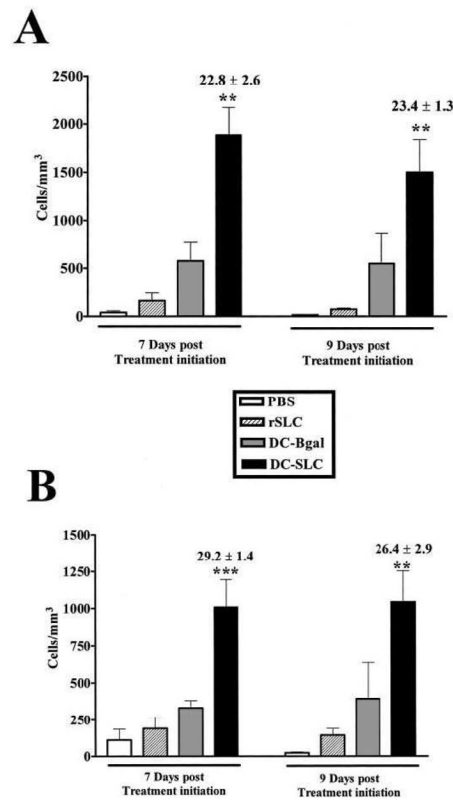 A
22.8 ± 2.6
**
23.4 ± 1.3
**
2500
2000
1500
1000
500
0
Cells/mm³
7 Days post
Treatment initiation
9 Days post
Treatment initiation
PBS
rSLC
DC-Bgal
DC-SLC
B
29.2 ± 1.4
***
26.4 ± 2.9
**
1500
1250
1000
750
500
250
0
Cells/mm³
7 Days post
Treatment initiation
9 Days post
Treatment initiation